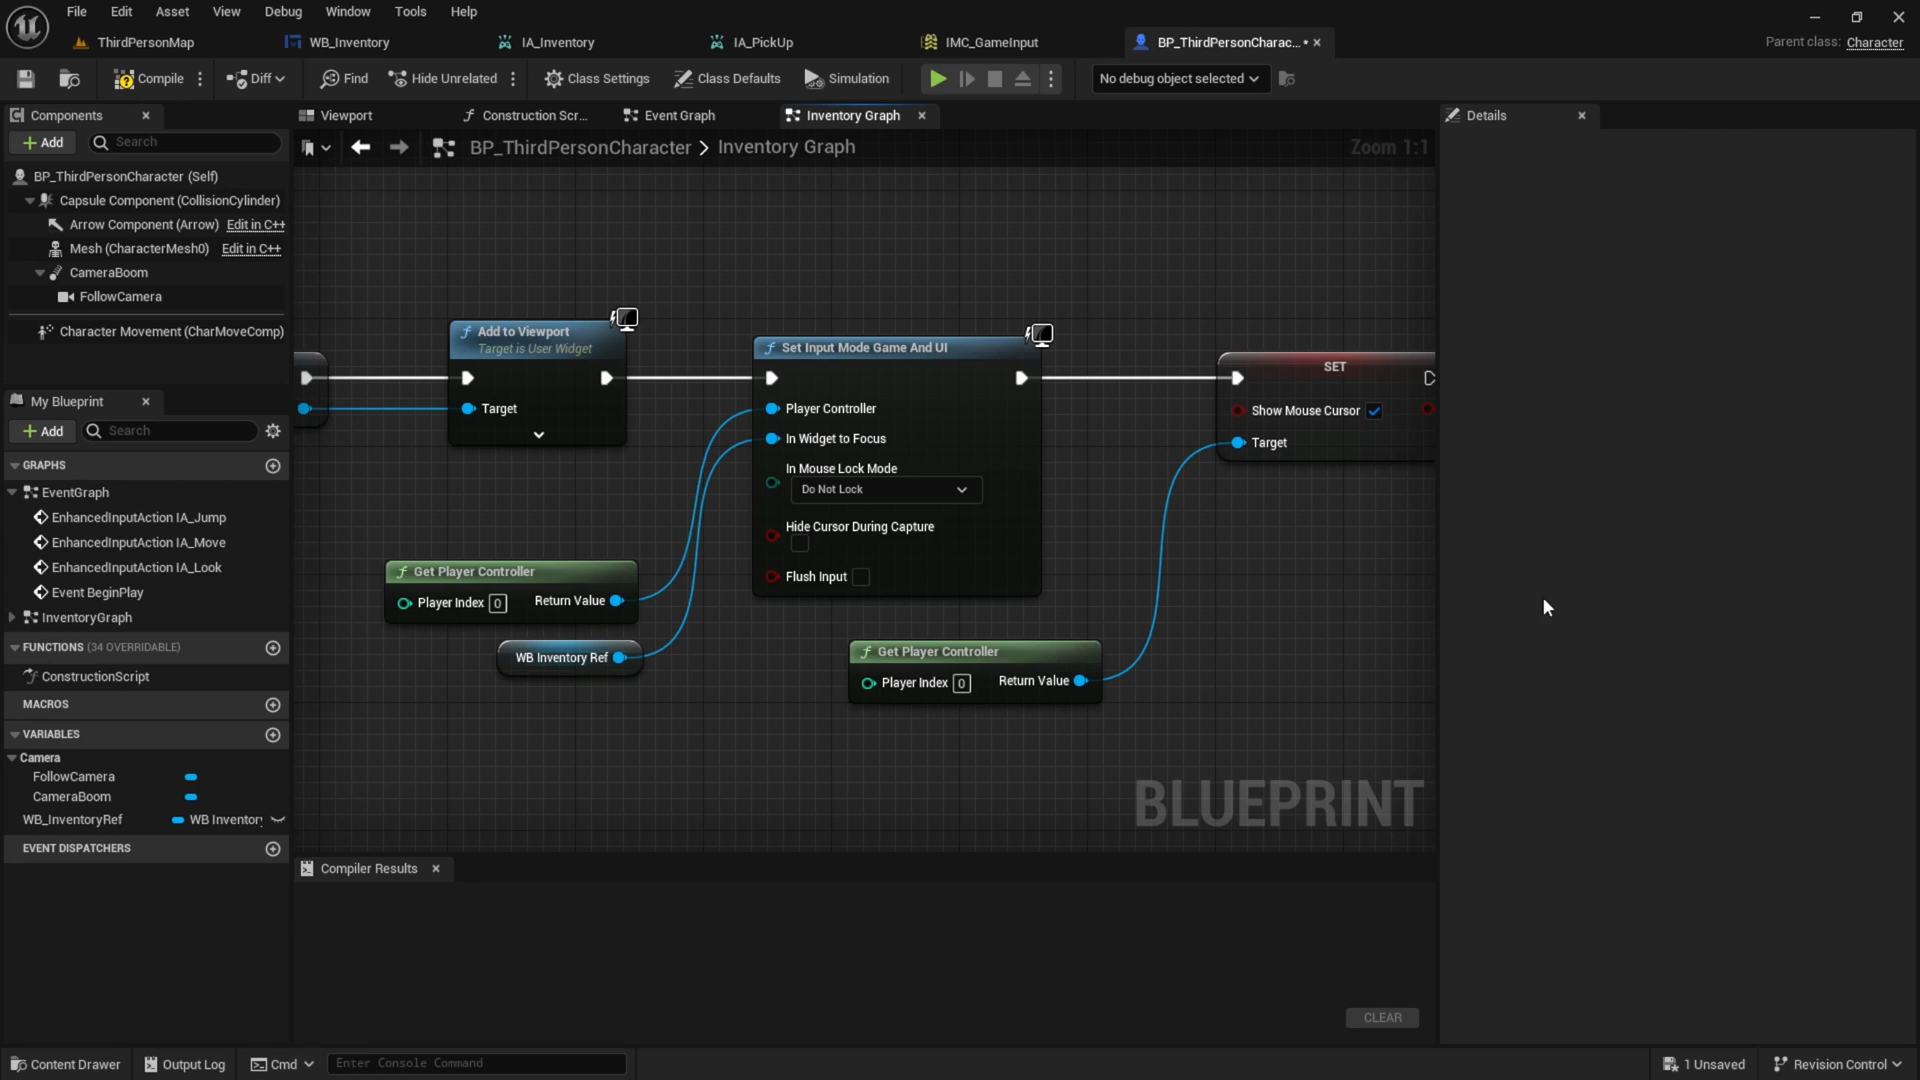 File Edit Asset View Debug Window Tools Help
ThirdPersonMap WB_Inventory IA_Inventory IA_PickUp IMC_GameInput BP_ThirdPersonCharac... • Parent class: Character
Compile Diff Find Hide Unrelated Class Settings Class Defaults Simulation No debug object selected
Components
Add Search
BP_ThirdPersonCharacter (Self)
Capsule Component (CollisionCylinder)
Arrow Component (Arrow) Edit in C++
Mesh (CharacterMesh0) Edit in C++
CameraBoom
FollowCamera
Character Movement (CharMoveComp)
My Blueprint
Add Search
GRAPHS
EventGraph
EnhancedInputAction IA_Jump
EnhancedInputAction IA_Move
EnhancedInputAction IA_Look
Event BeginPlay
InventoryGraph
FUNCTIONS (34 OVERRIDABLE)
ConstructionScript
MACROS
VARIABLES
Camera
FollowCamera
CameraBoom
WB_InventoryRef WB Inventory
EVENT DISPATCHERS
Viewport Construction Scr... Event Graph Inventory Graph
BP_ThirdPersonCharacter > Inventory Graph Zoom 1:1
Add to Viewport
Target is User Widget
Target
Set Input Mode Game And UI
Player Controller
In Widget to Focus
In Mouse Lock Mode
Do Not Lock
Hide Cursor During Capture
Flush Input
SET
Show Mouse Cursor
Target
Get Player Controller
Player Index 0 Return Value
WB Inventory Ref
Get Player Controller
Player Index 0 Return Value
BLUEPRINT
Compiler Results
CLEAR
Details
Content Drawer Output Log Cmd Enter Console Command 1 Unsaved Revision Control